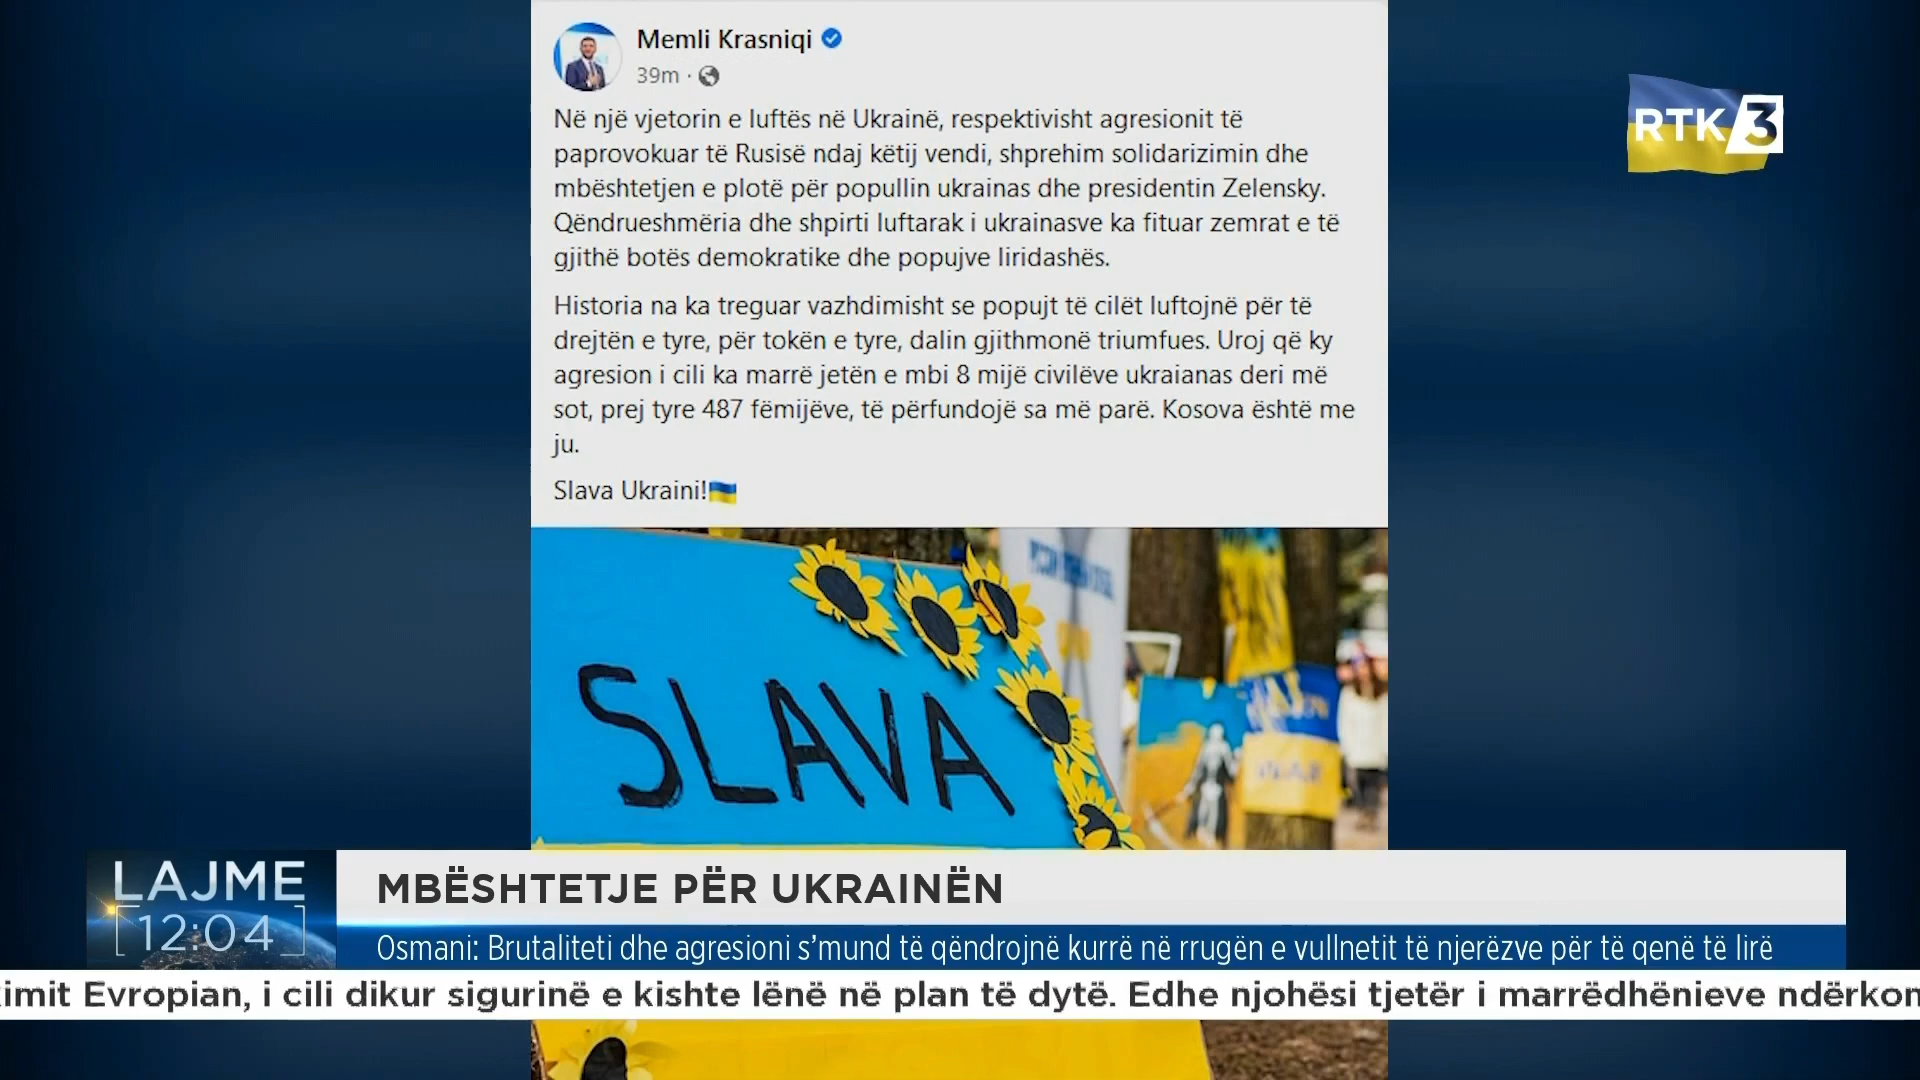 Memli Krasniqi
39m ·
Në një vjetorin e luftës në Ukrainë, respektivisht agresionit të
paprovokuar të Rusisë ndaj këtij vendi, shprehim solidarizimin dhe
mbështetjen e plotë për popullin ukrainas dhe presidentin Zelensky.
Qëndrueshmëria dhe shpirti luftarak i ukrainasve ka fituar zemrat e të
gjithë botës demokratike dhe popujve liridashës.
Historia na ka treguar vazhdimisht se popujt të cilët luftojnë për të
drejtën e tyre, për tokën e tyre, dalin gjithmonë triumfues. Uroj që ky
agresion i cili ka marrë jetën e mbi 8 mijë civilëve ukraianas deri më
sot, prej tyre 487 fëmijëve, të përfundojë sa më parë. Kosova është me
ju.
Slava Ukraini!🇺🇦
RTK 3
SLAVA
LAJME
12:04
MBËSHTETJE PËR UKRAINËN
Osmani: Brutaliteti dhe agresioni s'mund të qëndrojnë kurrë në rrugën e vullnetit të njerëzve për të qenë të lirë
imit Evropian, i cili dikur sigurinë e kishte lënë në plan të dytë. Edhe njohësi tjetër i marrëdhënieve ndërkom